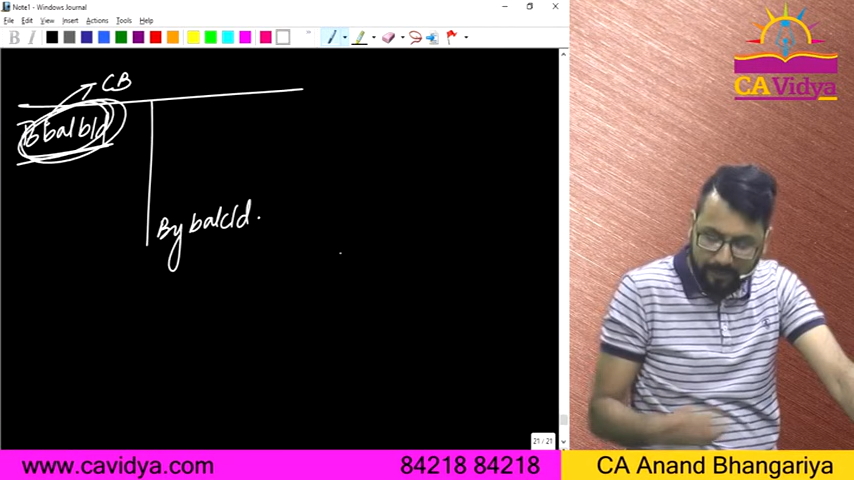 Note1 - Windows Journal
File Edit View Insert Actions Tools Help
B I
CB
bal b/d
By bal c/d.
21 / 21
CA Vidya
www.cavidya.com
84218 84218
CA Anand Bhangariya